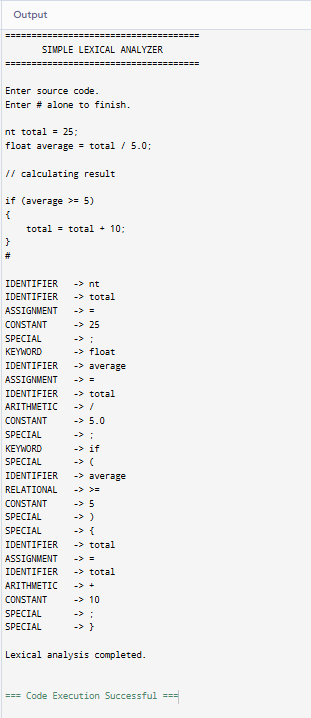 Output
=====================================
SIMPLE LEXICAL ANALYZER
=====================================
Enter source code.
Enter # alone to finish.
nt total = 25;
float average = total / 5.0;
// calculating result
if (average >= 5)
{
total = total + 10;
}
#
IDENTIFIER -> nt
IDENTIFIER -> total
ASSIGNMENT -> =
CONSTANT -> 25
SPECIAL -> ;
KEYWORD -> float
IDENTIFIER -> average
ASSIGNMENT -> =
IDENTIFIER -> total
ARITHMETIC -> /
CONSTANT -> 5.0
SPECIAL -> ;
KEYWORD -> if
SPECIAL -> (
IDENTIFIER -> average
RELATIONAL -> >=
CONSTANT -> 5
SPECIAL -> )
SPECIAL -> {
IDENTIFIER -> total
ASSIGNMENT -> =
IDENTIFIER -> total
ARITHMETIC -> +
CONSTANT -> 10
SPECIAL -> ;
SPECIAL -> }
Lexical analysis completed.
=== Code Execution Successful ===